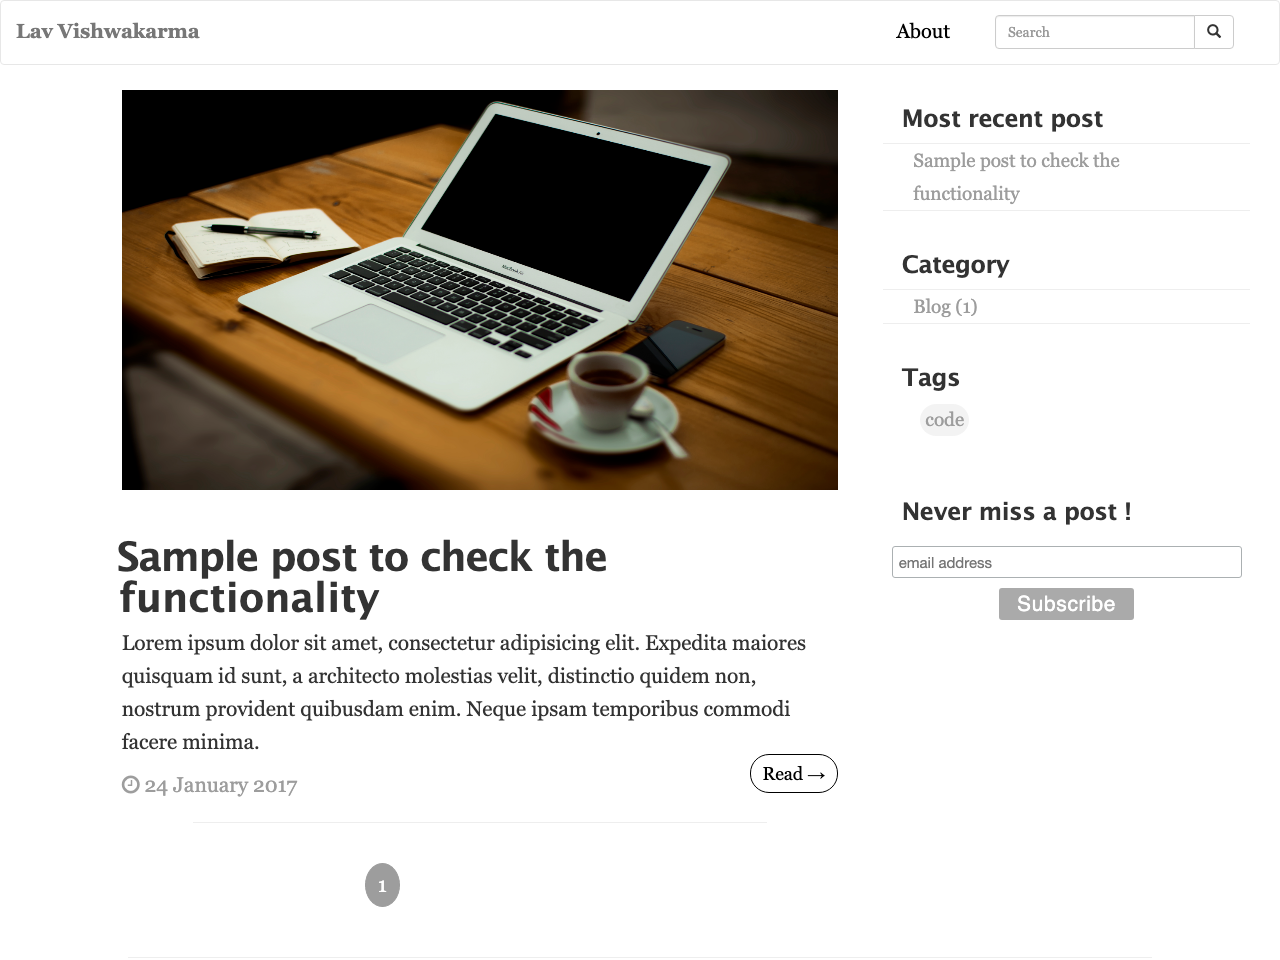 Lav Vishwakarma
About
Search
Most recent post
Sample post to check the
functionality
Category
Blog (1)
Tags
code
Never miss a post !
email address
Subscribe
Sample post to check the
functionality
Lorem ipsum dolor sit amet, consectetur adipisicing elit. Expedita maiores
quisquam id sunt, a architecto molestias velit, distinctio quidem non,
nostrum provident quibusdam enim. Neque ipsam temporibus commodi
facere minima.
24 January 2017
Read →
1